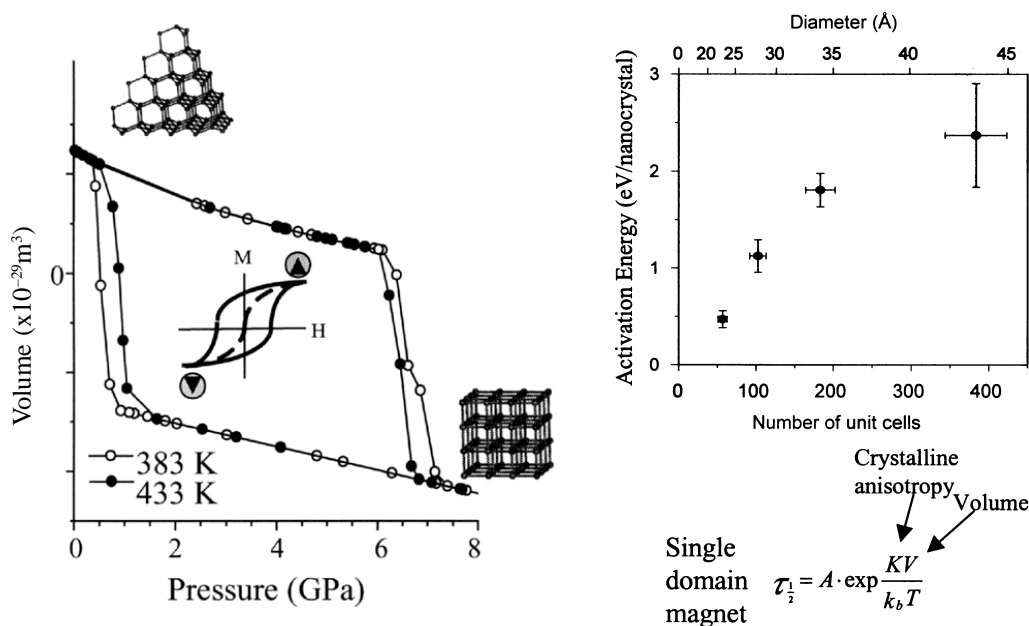 Volume (x10⁻²⁹m³)
0
M
H
383 K
433 K
0 2 4 6 8
Pressure (GPa)
Diameter (Å)
0 20 25 30 35 40 45
Activation Energy (eV/nanocrystal)
3
2
1
0
0 100 200 300 400
Number of unit cells
Crystalline
anisotropy
Volume
Single
domain
magnet
τ½ = A · exp KV / k_bT